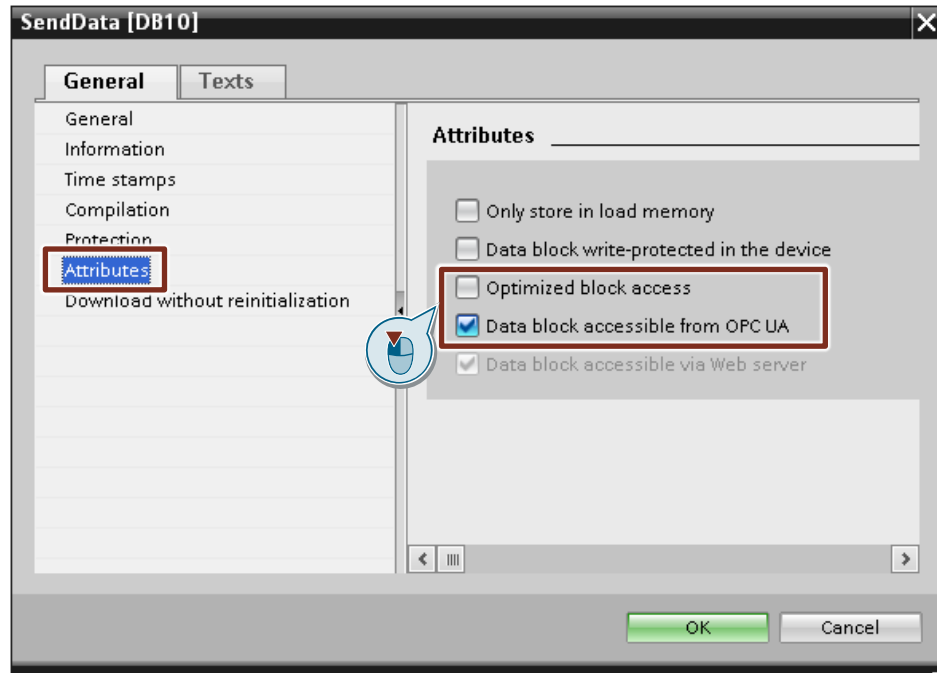 SendData [DB10]
General
Texts
General
Information
Time stamps
Compilation
Protection
Attributes
Download without reinitialization
Attributes
Only store in load memory
Data block write-protected in the device
Optimized block access
Data block accessible from OPC UA
Data block accessible via Web server
OK
Cancel